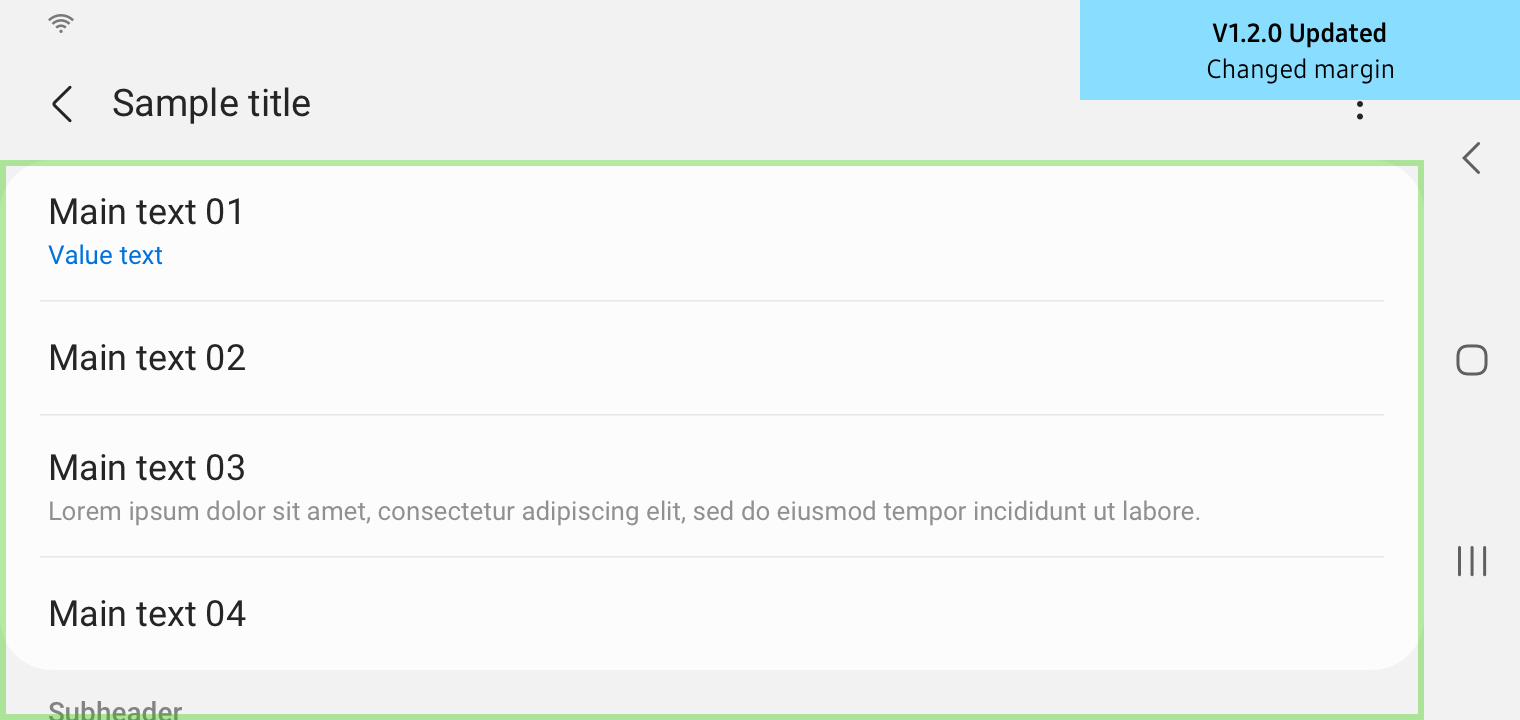 V1.2.0 Updated
Changed margin
Sample title
Main text 01
Value text
Main text 02
Main text 03
Lorem ipsum dolor sit amet, consectetur adipiscing elit, sed do eiusmod tempor incididunt ut labore.
Main text 04
Subheader